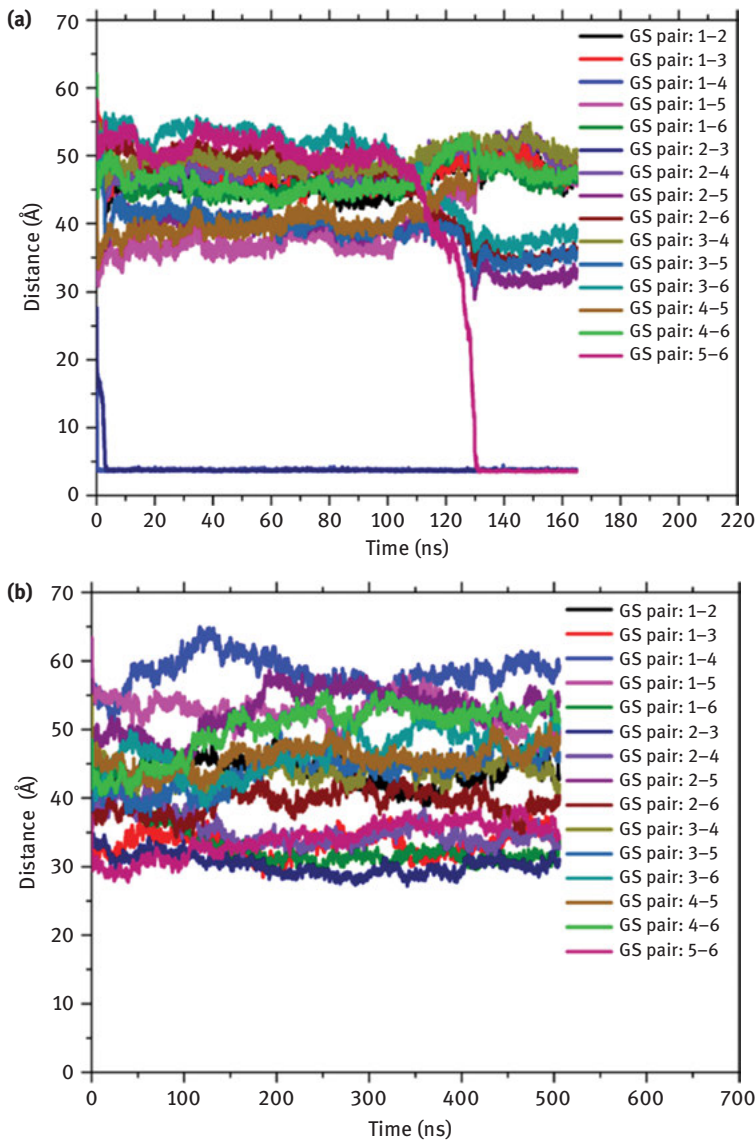 (a)
70
60
50
40
30
20
10
0
Distance (Å)
0 20 40 60 80 100 120 140 160 180 200 220
Time (ns)
GS pair: 1–2
GS pair: 1–3
GS pair: 1–4
GS pair: 1–5
GS pair: 1–6
GS pair: 2–3
GS pair: 2–4
GS pair: 2–5
GS pair: 2–6
GS pair: 3–4
GS pair: 3–5
GS pair: 3–6
GS pair: 4–5
GS pair: 4–6
GS pair: 5–6
(b)
70
60
50
40
30
20
10
0
Distance (Å)
0 100 200 300 400 500 600 700
Time (ns)
GS pair: 1–2
GS pair: 1–3
GS pair: 1–4
GS pair: 1–5
GS pair: 1–6
GS pair: 2–3
GS pair: 2–4
GS pair: 2–5
GS pair: 2–6
GS pair: 3–4
GS pair: 3–5
GS pair: 3–6
GS pair: 4–5
GS pair: 4–6
GS pair: 5–6